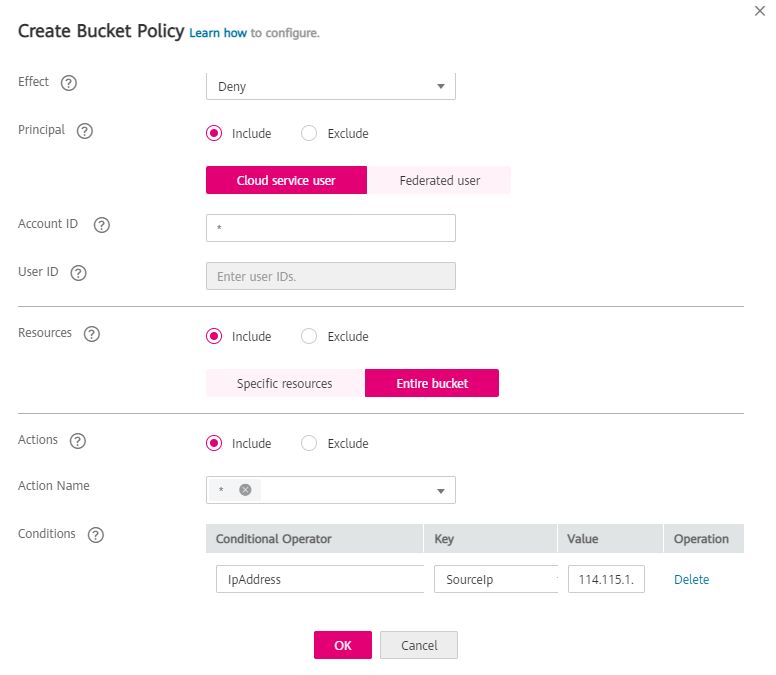 Create Bucket Policy Learn how to configure.
Effect ?
Deny
Principal ?
Include Exclude
Cloud service user Federated user
Account ID ?
*
User ID ?
Enter user IDs.
Resources ?
Include Exclude
Specific resources Entire bucket
Actions ?
Include Exclude
Action Name
*
Conditions ?
Conditional Operator Key Value Operation
IpAddress SourceIp 114.115.1. Delete
OK Cancel